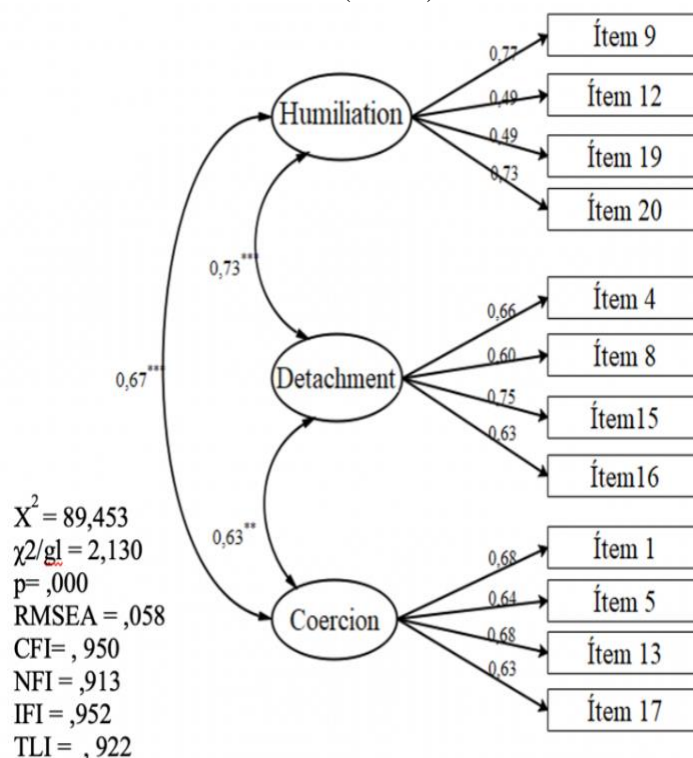 0,77
Ítem 9
0,49
Ítem 12
Humiliation
0,49
Ítem 19
0,73
Ítem 20
0,73***
0,66
Ítem 4
0,60
Ítem 8
Detachment
0,75
Ítem15
0,63
Ítem16
0,67***
0,63**
0,68
Ítem 1
0,64
Ítem 5
Coercion
0,68
Ítem 13
0,63
Ítem 17
X² = 89,453
χ2/gl = 2,130
p= ,000
RMSEA = ,058
CFI= , 950
NFI = ,913
IFI = ,952
TLI = , 922